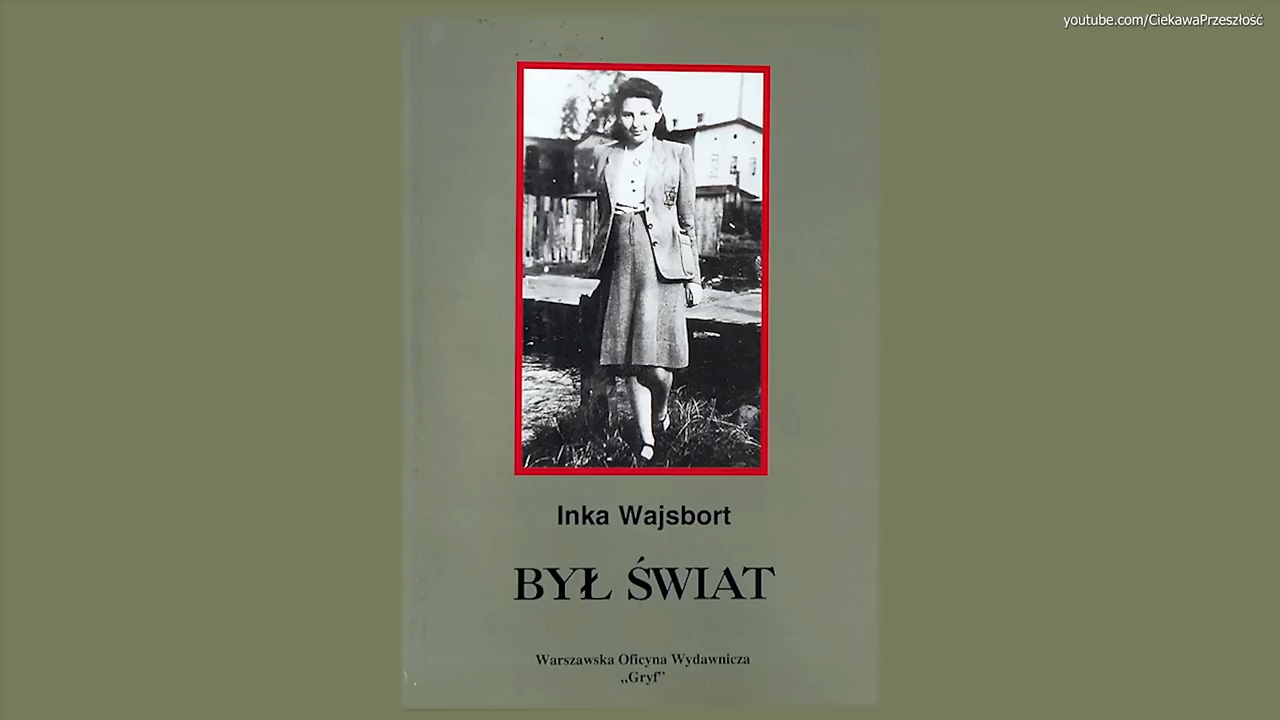 youtube.com/CiekawaPrzeszłość
Inka Wajsbort
BYŁ ŚWIAT
Warszawska Oficyna Wydawnicza
„Gryf”